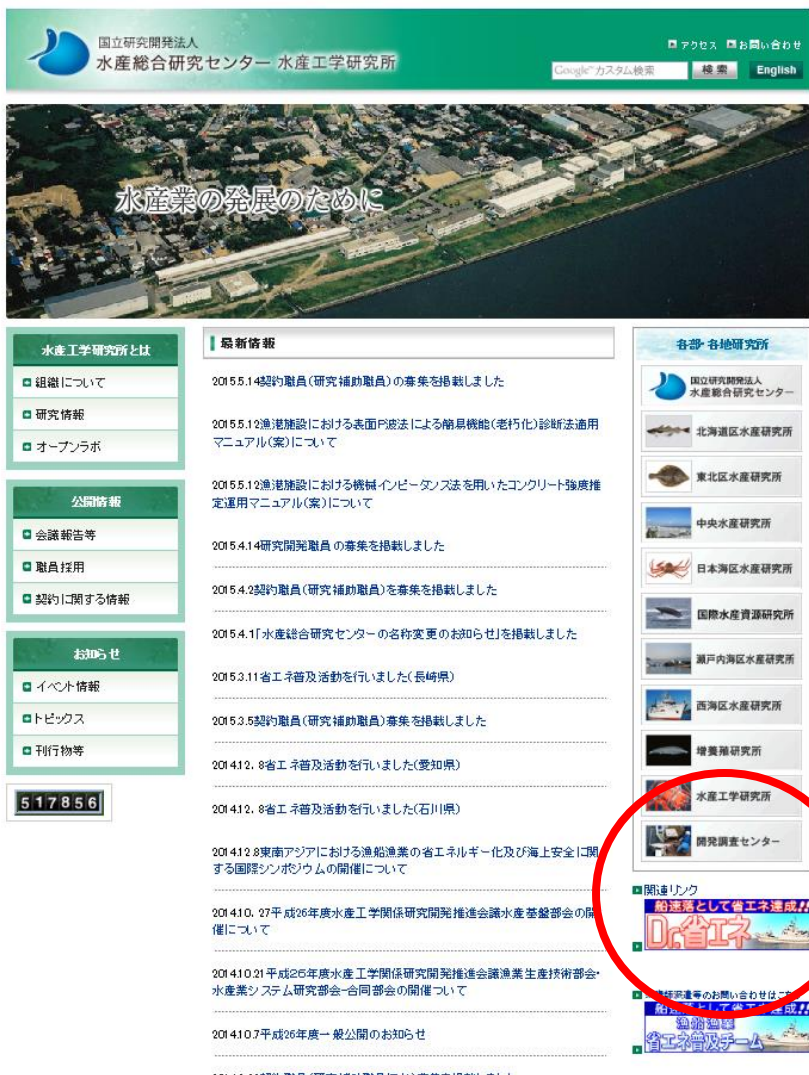 国立研究開発法人
水産総合研究センター 水産工学研究所
アクセス お問い合わせ
Google カスタム検索 検索 English
水産業の発展のために
水産工学研究所とは
組織について
研究情報
オープンラボ
公開情報
会議報告等
職員採用
契約に関する情報
お知らせ
イベント情報
トピックス
刊行物等
517856
最新情報
2015.5.14契約職員(研究補助職員)の募集を掲載しました
2015.5.12漁港施設における表面P波法による簡易機能(老朽化)診断法適用
マニュアル(案)について
2015.5.12漁港施設における機械インピーダンス法を用いたコンクリート強度推
定運用マニュアル(案)について
2015.4.14研究開発職員の募集を掲載しました
2015.4.2契約職員(研究補助職員)を募集を掲載しました
2015.4.1「水産総合研究センターの名称変更のお知らせ」を掲載しました
2015.3.11省エネ普及活動を行いました(長崎県)
2015.3.5契約職員(研究補助職員)募集を掲載しました
2014.12. 8省エネ普及活動を行いました(愛知県)
2014.12. 8省エネ普及活動を行いました(石川県)
2014.12.8東南アジアにおける漁船漁業の省エネルギー化及び海上安全に関
する国際シンポジウムの開催について
2014.10. 27平成26年度水産工学関係研究開発推進会議水産基盤部会の開
催について
2014.10.21平成26年度水産工学関係研究開発推進会議漁業生産技術部会・
水産業システム研究部会-合同部会の開催ついて
2014.10.7平成26年度一般公開のお知らせ
各部・各地研究所
国立研究開発法人
水産総合研究センター
北海道区水産研究所
東北区水産研究所
中央水産研究所
日本海区水産研究所
国際水産資源研究所
瀬戸内海区水産研究所
西海区水産研究所
増養殖研究所
水産工学研究所
開発調査センター
関連リンク
船速落として省エネ達成!!
Dr.省エネ
師派遣等のお問い合わせはこち
船速落として省エネ達成!!
漁船漁業
省エネ普及チーム